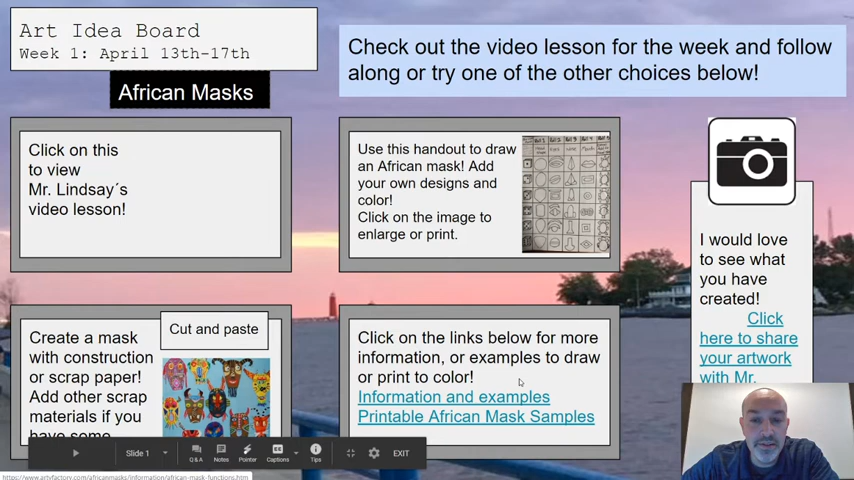 Art Idea Board
Week 1: April 13th-17th
African Masks
Check out the video lesson for the week and follow
along or try one of the other choices below!
Click on this
to view
Mr. Lindsay´s
video lesson!
Use this handout to draw
an African mask! Add
your own designs and
color!
Click on the image to
enlarge or print.
I would love
to see what
you have
created!
Click
here to share
your artwork
with Mr.
Create a mask
with construction
or scrap paper!
Add other scrap
materials if you
have some
Cut and paste
Click on the links below for more
information, or examples to draw
or print to color!
Information and examples
Printable African Mask Samples
Slide 1
Q&A
Notes
Pointer
Captions
Tips
EXIT
https://www.artyfactory.com/africanmasks/information/african-mask-functions.htm